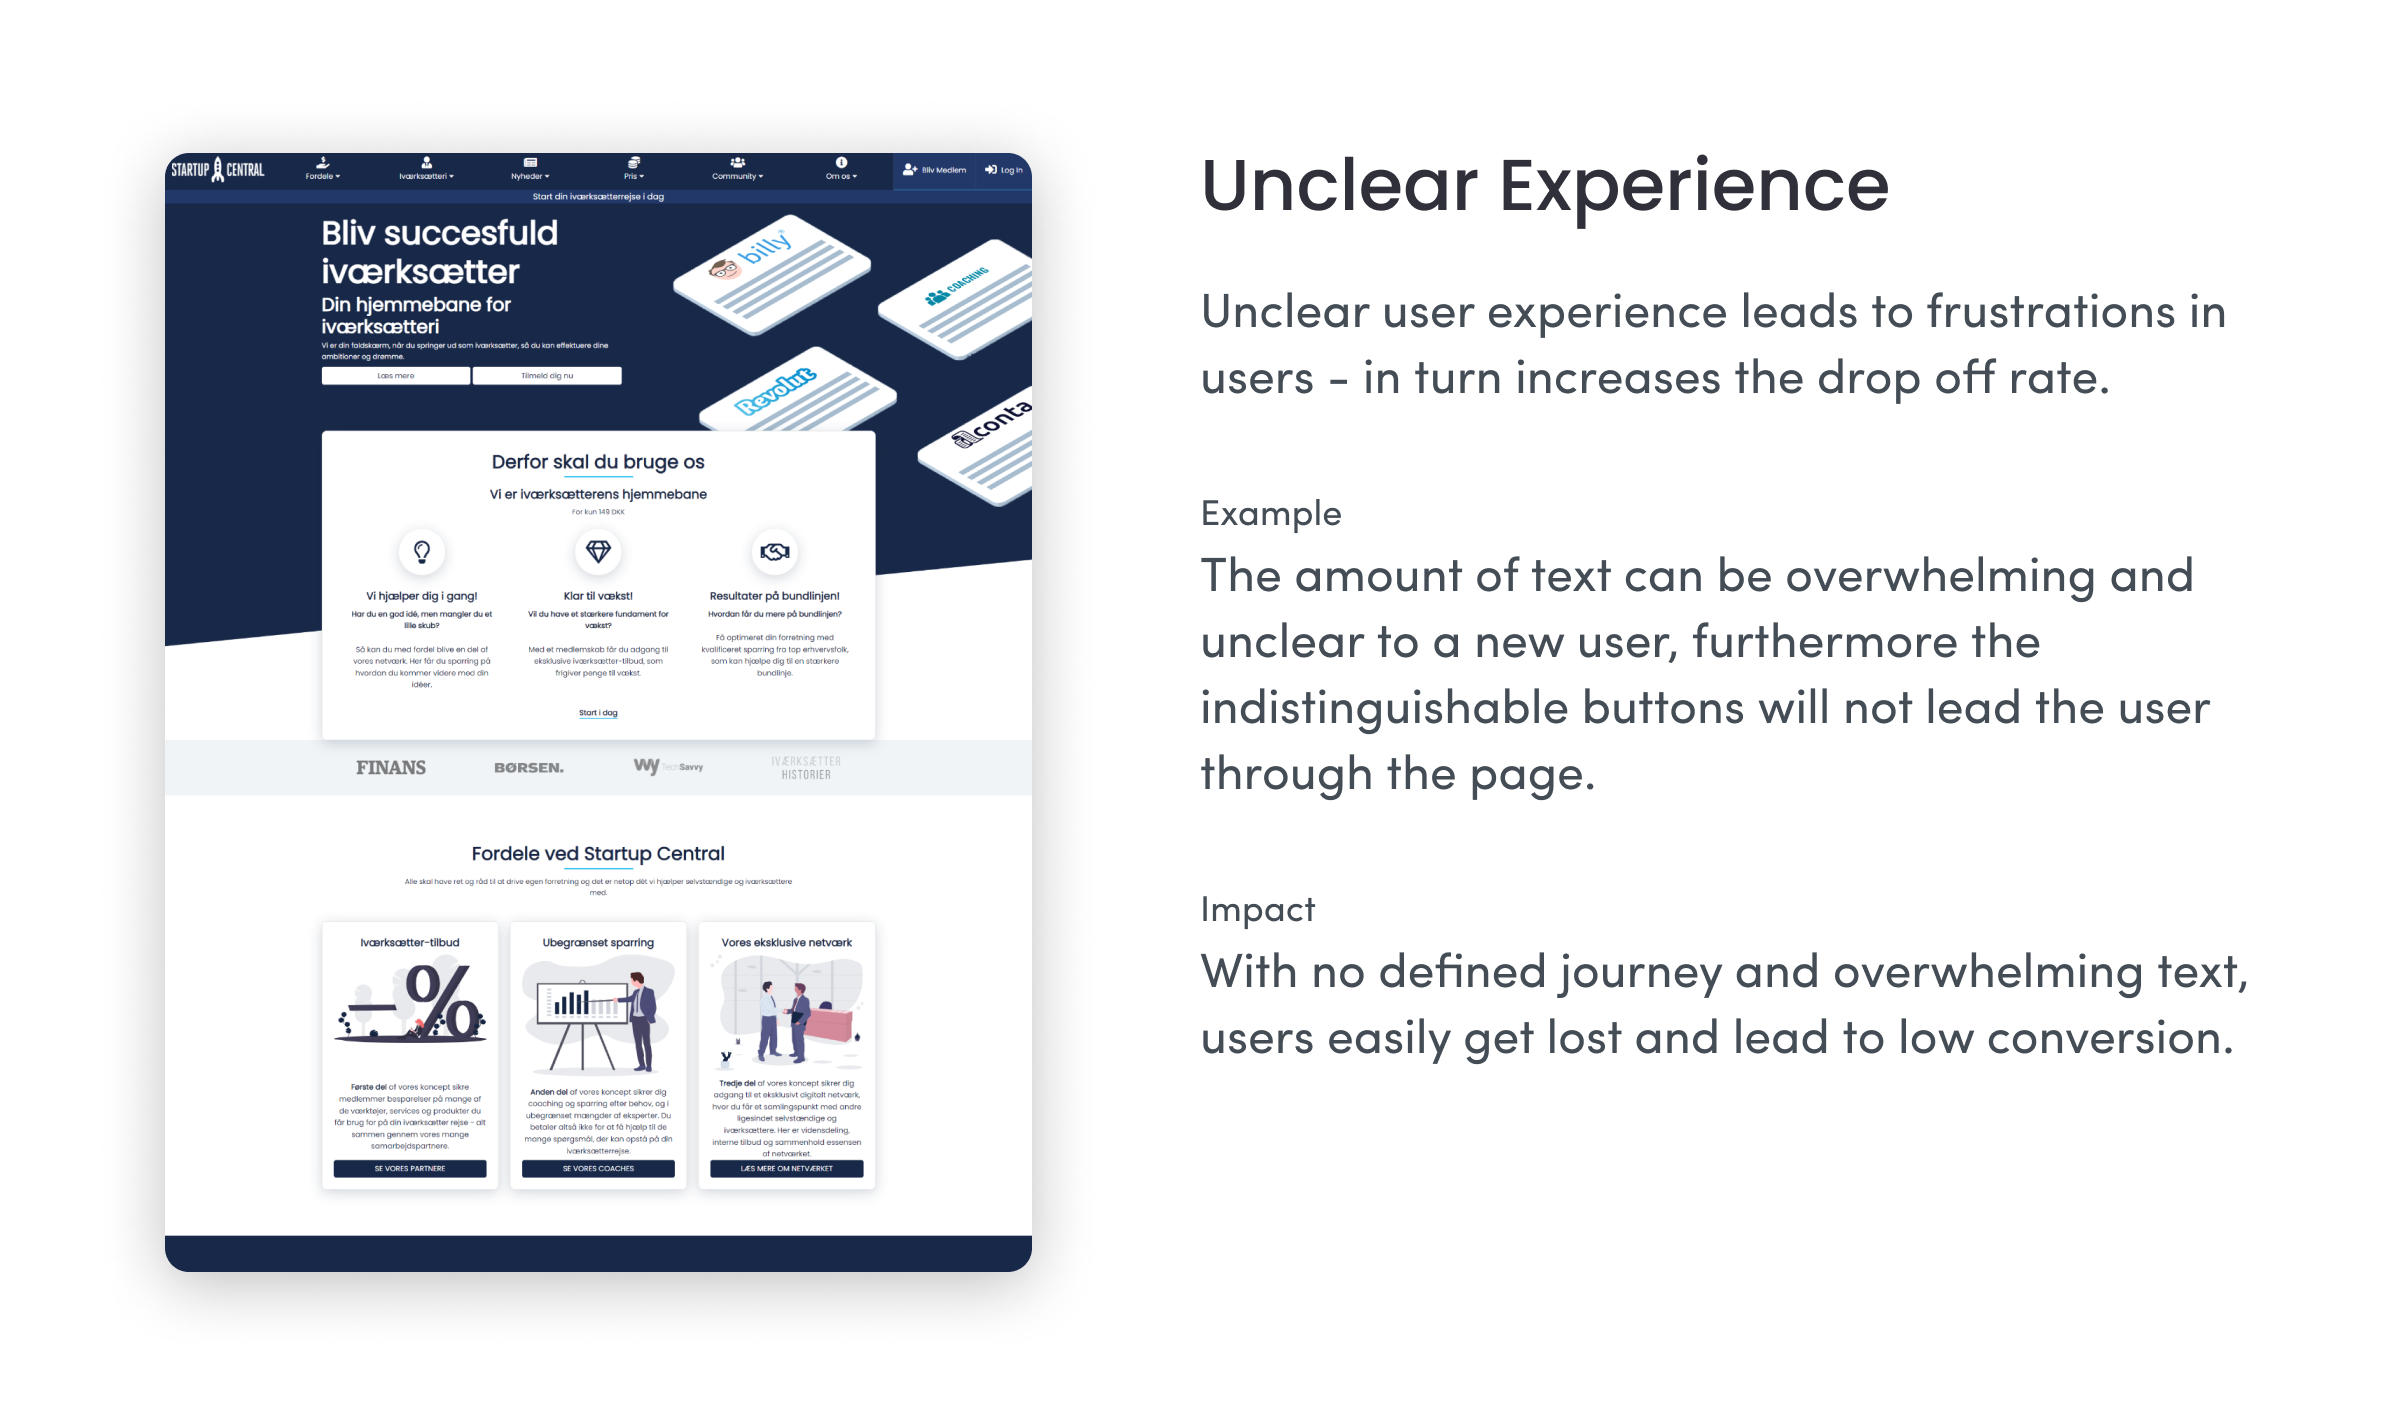 STARTUP CENTRAL
Fordele
Iværksætteri
Nyheder
Pris
Community
Om os
Bliv Medlem
Log In
Start din iværksætterrejse i dag
Bliv succesfuld
iværksætter
Din hjemmebane for
iværksætteri
Vi er din faldskærm, når du springer ud som iværksætter, så du kan effektuere dine
ambitioner og drømme.
Læs mere
Tilmeld dig nu
billy
COACHING
Revolut
conta
Derfor skal du bruge os
Vi er iværksætterens hjemmebane
For kun 149 DKK
Vi hjælper dig i gang!
Har du en god idé, men mangler du et
lille skub?
Så kan du med fordel blive en del af
vores netværk. Her får du sparring på
hvordan du kommer videre med din
idéer.
Klar til vækst!
Vil du have et stærkere fundament for
vækst?
Med et medlemskab får du adgang til
eksklusive iværksætter-tilbud, som
frigiver penge til vækst.
Resultater på bundlinjen!
Hvordan får du mere på bundlinjen?
Få optimeret din forretning med
kvalificeret sparring fra top erhvervsfolk,
som kan hjælpe dig til en stærkere
bundlinje.
Start i dag
FINANS
BØRSEN.
TechSavvy
IVÆRKSÆTTER
HISTORIER
Fordele ved Startup Central
Alle skal have ret og råd til at drive egen forretning og det er netop dét vi hjælper selvstændige og iværksættere
med.
Iværksætter-tilbud
%
Første del af vores koncept sikre
medlemmer besparelser på mange af
de værktøjer, services og produkter du
får brug for på din iværksætter rejse - alt
sammen gennem vores mange
samarbejdspartnere.
SE VORES PARTNERE
Ubegrænset sparring
Anden del af vores koncept sikrer dig
coaching og sparring efter behov, og i
ubegrænset mængder af eksperter. Du
betaler altså ikke for at få hjælp til de
mange spørgsmål, der kan opstå på din
iværksætterrejse.
SE VORES COACHES
Vores eksklusive netværk
Tredje del af vores koncept sikrer dig
adgang til et eksklusivt digitalt netværk,
hvor du får et samlingspunkt med andre
ligesindet selvstændige og
iværksættere. Her er vidensdeling,
interne tilbud og sammenhold essensen
af netværket.
LÆS MERE OM NETVÆRKET
Unclear Experience
Unclear user experience leads to frustrations in
users - in turn increases the drop off rate.
Example
The amount of text can be overwhelming and
unclear to a new user, furthermore the
indistinguishable buttons will not lead the user
through the page.
Impact
With no defined journey and overwhelming text,
users easily get lost and lead to low conversion.